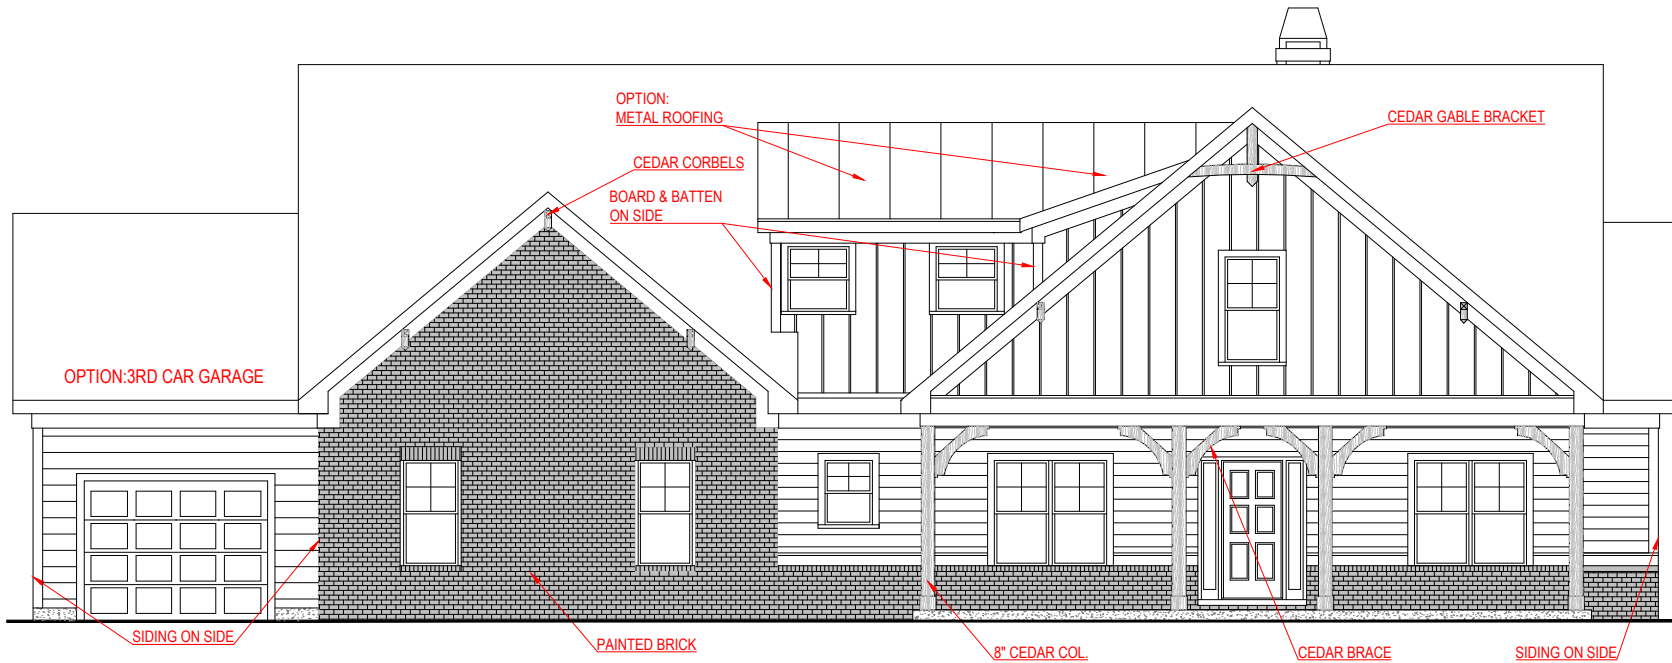 OPTION:
METAL ROOFING
CEDAR GABLE BRACKET
CEDAR CORBELS
BOARD & BATTEN
ON SIDE
OPTION:3RD CAR GARAGE
SIDING ON SIDE
PAINTED BRICK
8" CEDAR COL.
CEDAR BRACE
SIDING ON SIDE